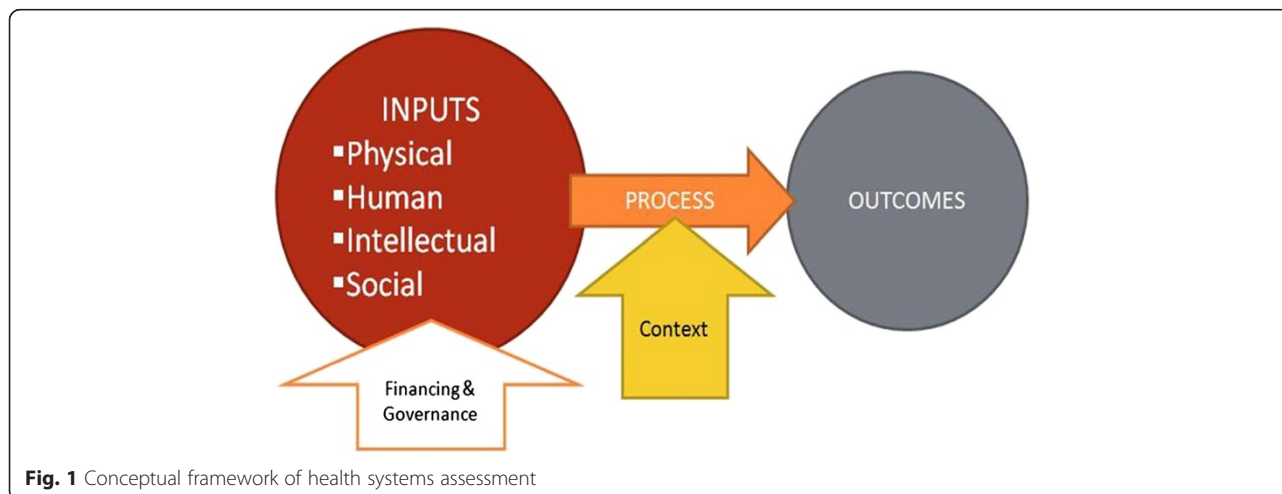 INPUTS
▪Physical
▪Human
▪Intellectual
▪Social
PROCESS
OUTCOMES
Context
Financing &
Governance
Fig. 1 Conceptual framework of health systems assessment